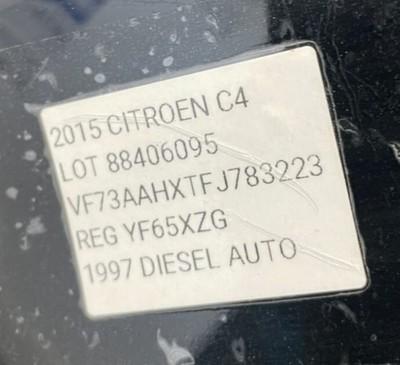 2015 CITROEN C4
LOT 88406095
VF73AAHXTFJ783223
REG YF65XZG
1997 DIESEL AUTO